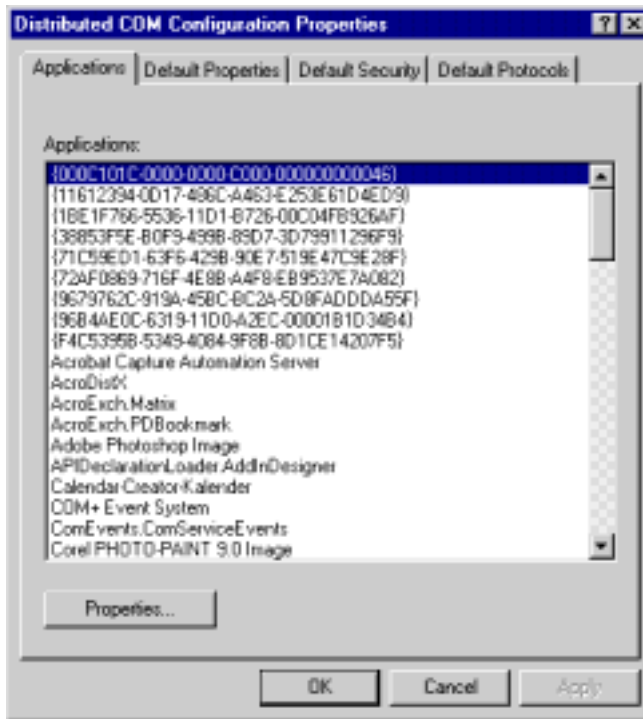 Distributed COM Configuration Properties
Applications Default Properties Default Security Default Protocols
Applications:
{000C101C-0000-0000-C000-000000000046}
{11612394-0D17-486C-A463-E253E61D4ED9}
{1BE1F766-5536-11D1-B726-00C04FB926AF}
{38853F5E-B0F9-499B-89D7-3D79911296F9}
{71C59ED1-63F6-429B-90E7-519E47C9E28F}
{72AF0869-716F-4E8B-A4F8-EB9537E7A082}
{9679762C-919A-45BC-BC2A-5D8FADDDA55F}
{96B4AE0C-6319-11D0-A2EC-00001B1D34B4}
{F4C5395B-5349-4084-9F8B-8D1CE14207F5}
Acrobat Capture Automation Server
AcroDistX
AcroExch.Matrix
AcroExch.PDBookmark
Adobe Photoshop Image
APIDeclarationLoader.AddInDesigner
Calendar-Creator-Kalender
COM+ Event System
ComEvents.ComServiceEvents
Corel PHOTO-PAINT 9.0 Image
Properties...
OK Cancel Apply